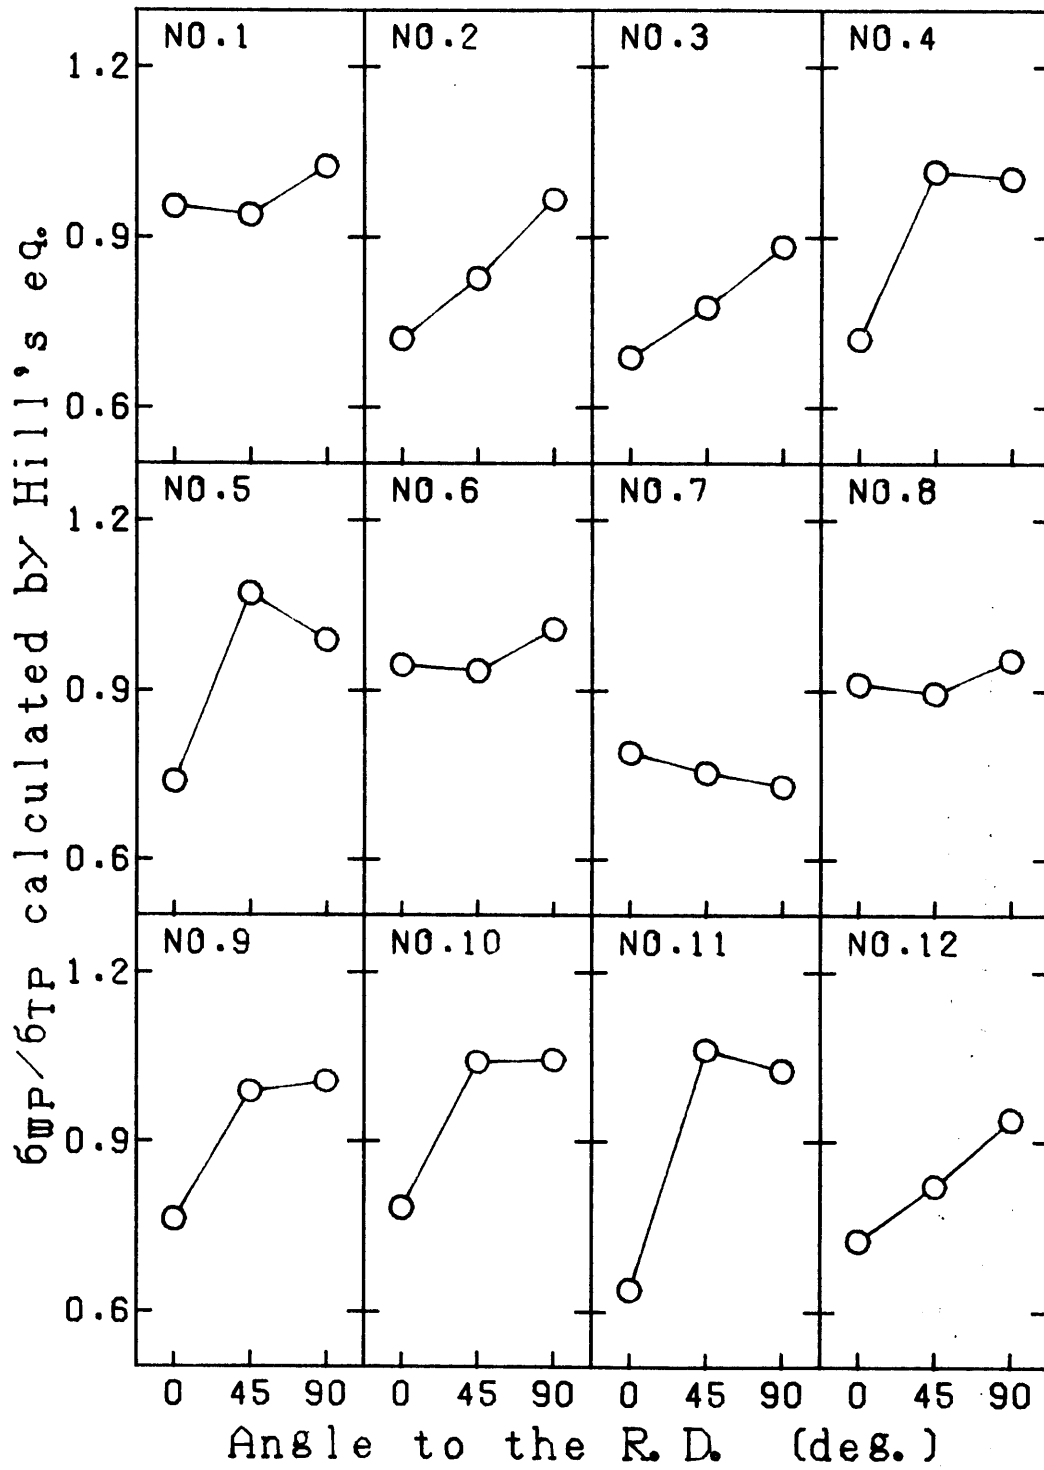 NO.1 NO.2 NO.3 NO.4
1.2
0.9
0.6
NO.5 NO.6 NO.7 NO.8
1.2
0.9
0.6
NO.9 NO.10 NO.11 NO.12
1.2
0.9
0.6
0 45 90 0 45 90 0 45 90 0 45 90
Angle to the R.D. (deg.)
σWP/σTP calculated by Hill's eq.